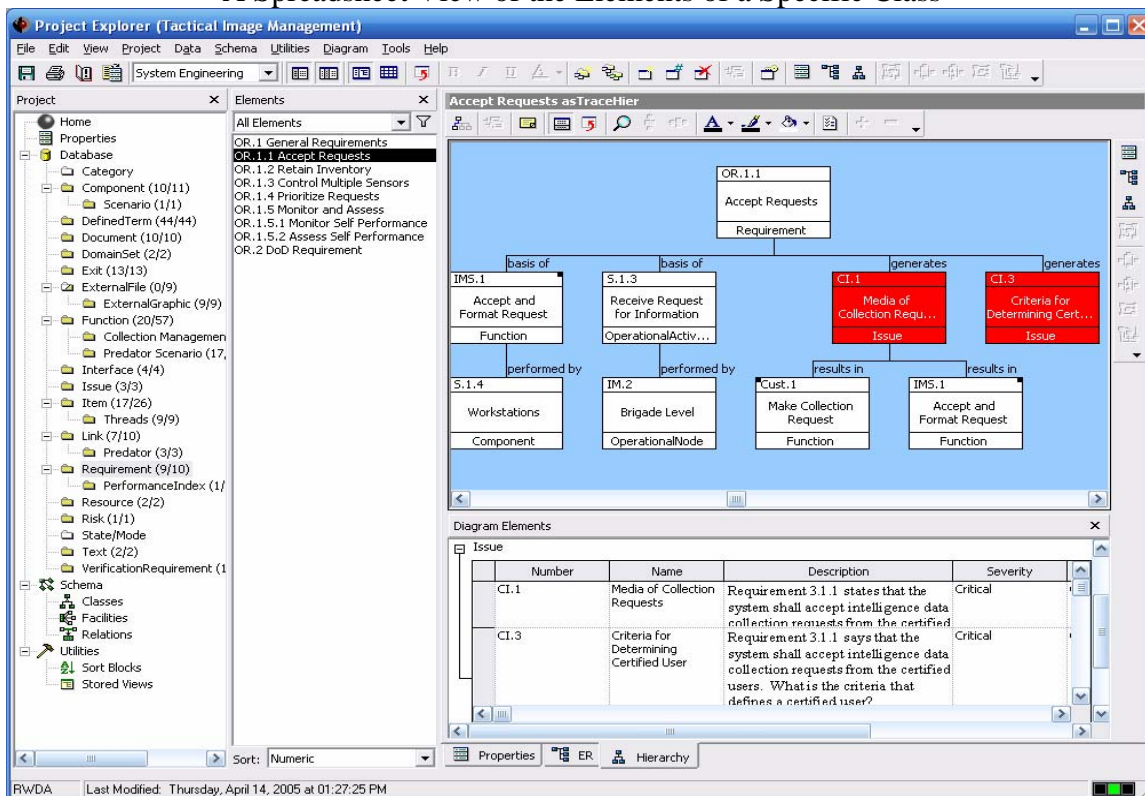 A Spreadsheet View of the Elements of a Specific Class
Project Explorer (Tactical Image Management)
File Edit View Project Data Schema Utilities Diagram Tools Help
System Engineering
Project
Home
Properties
Database
Category
Component (10/11)
Scenario (1/1)
DefinedTerm (44/44)
Document (10/10)
DomainSet (2/2)
Exit (13/13)
ExternalFile (0/9)
ExternalGraphic (9/9)
Function (20/57)
Collection Managemen
Predator Scenario (17,
Interface (4/4)
Issue (3/3)
Item (17/26)
Threads (9/9)
Link (7/10)
Predator (3/3)
Requirement (9/10)
PerformanceIndex (1/
Resource (2/2)
Risk (1/1)
State/Mode
Text (2/2)
VerificationRequirement (1
Schema
Classes
Facilities
Relations
Utilities
Sort Blocks
Stored Views
Elements
All Elements
OR.1 General Requirements
OR.1.1 Accept Requests
OR.1.2 Retain Inventory
OR.1.3 Control Multiple Sensors
OR.1.4 Prioritize Requests
OR.1.5 Monitor and Assess
OR.1.5.1 Monitor Self Performance
OR.1.5.2 Assess Self Performance
OR.2 DoD Requirement
Sort: Numeric
Accept Requests asTraceHier
OR.1.1
Accept Requests
Requirement
basis of
basis of
generates
generates
IMS.1
Accept and
Format Request
Function
S.1.3
Receive Request
for Information
OperationalActiv...
CI.1
Media of
Collection Requ...
Issue
CI.3
Criteria for
Determining Cert...
Issue
performed by
performed by
results in
results in
S.1.4
Workstations
Component
IM.2
Brigade Level
OperationalNode
Cust.1
Make Collection
Request
Function
IMS.1
Accept and
Format Request
Function
Diagram Elements
Issue
Number Name Description Severity
CI.1
Media of Collection
Requests
Requirement 3.1.1 states that the
system shall accept intelligence data
collection requests from the certified
Critical
CI.3
Criteria for
Determining
Certified User
Requirement 3.1.1 says that the
system shall accept intelligence data
collection requests from the certified
users. What is the criteria that
defines a certified user?
Critical
Properties ER Hierarchy
RWDA Last Modified: Thursday, April 14, 2005 at 01:27:25 PM